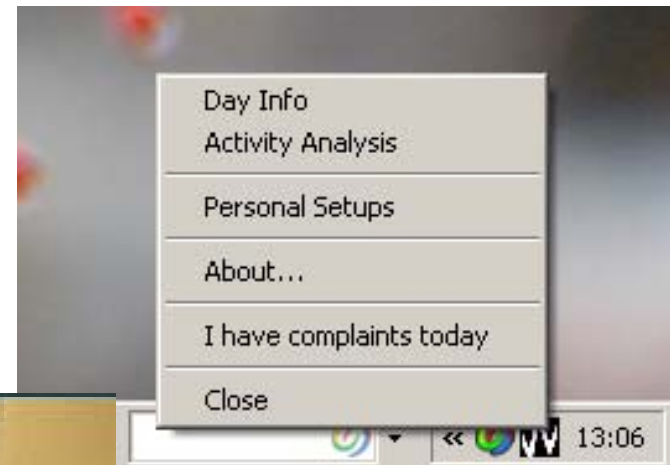 Day Info
Activity Analysis
Personal Setups
About...
I have complaints today
Close
« 13:06